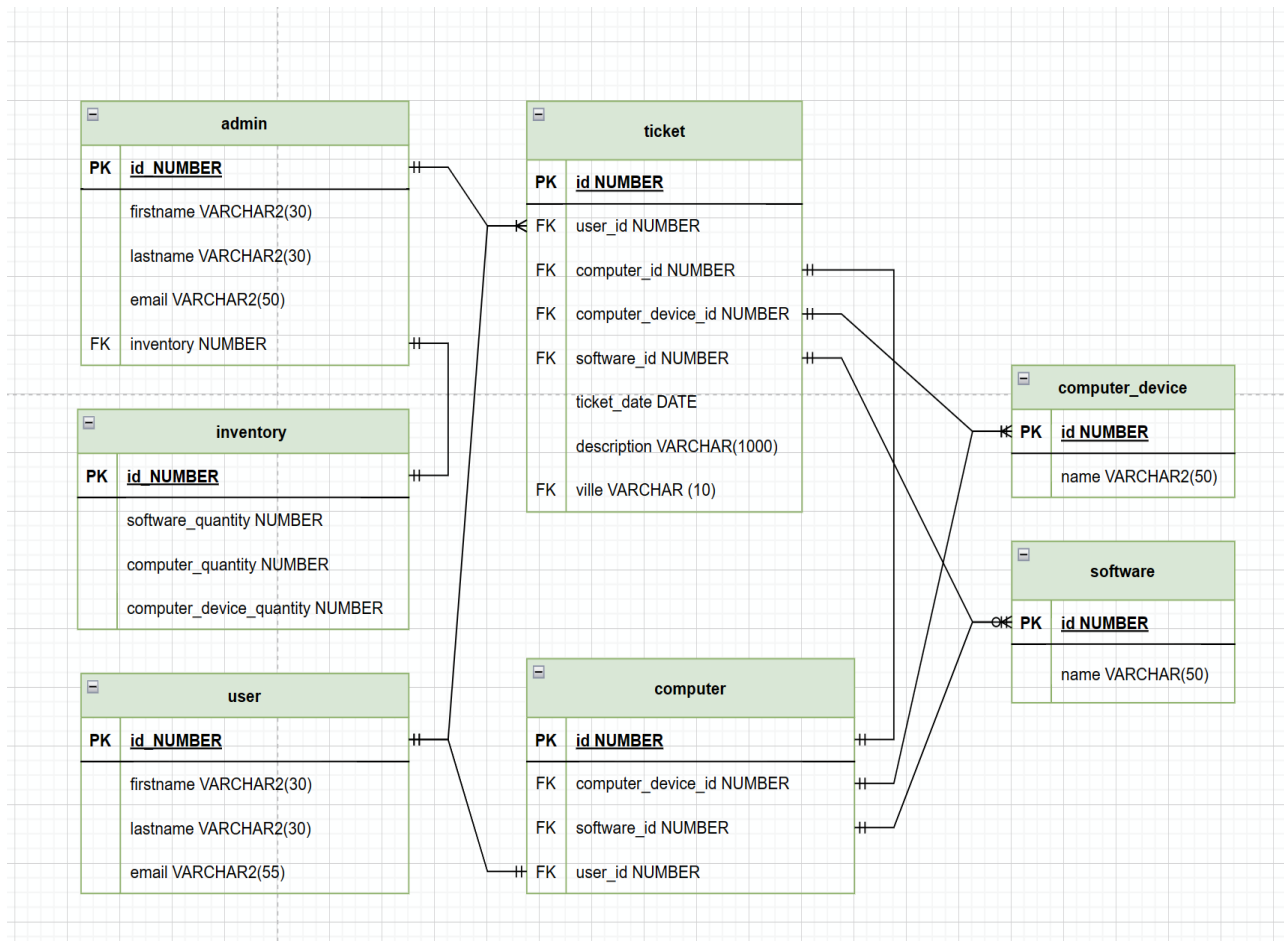 admin
PK id_NUMBER
firstname VARCHAR2(30)
lastname VARCHAR2(30)
email VARCHAR2(50)
FK inventory NUMBER
inventory
PK id_NUMBER
software_quantity NUMBER
computer_quantity NUMBER
computer_device_quantity NUMBER
user
PK id_NUMBER
firstname VARCHAR2(30)
lastname VARCHAR2(30)
email VARCHAR2(55)
ticket
PK id NUMBER
FK user_id NUMBER
FK computer_id NUMBER
FK computer_device_id NUMBER
FK software_id NUMBER
ticket_date DATE
description VARCHAR(1000)
FK ville VARCHAR (10)
computer
PK id NUMBER
FK computer_device_id NUMBER
FK software_id NUMBER
FK user_id NUMBER
computer_device
PK id NUMBER
name VARCHAR2(50)
software
PK id NUMBER
name VARCHAR(50)